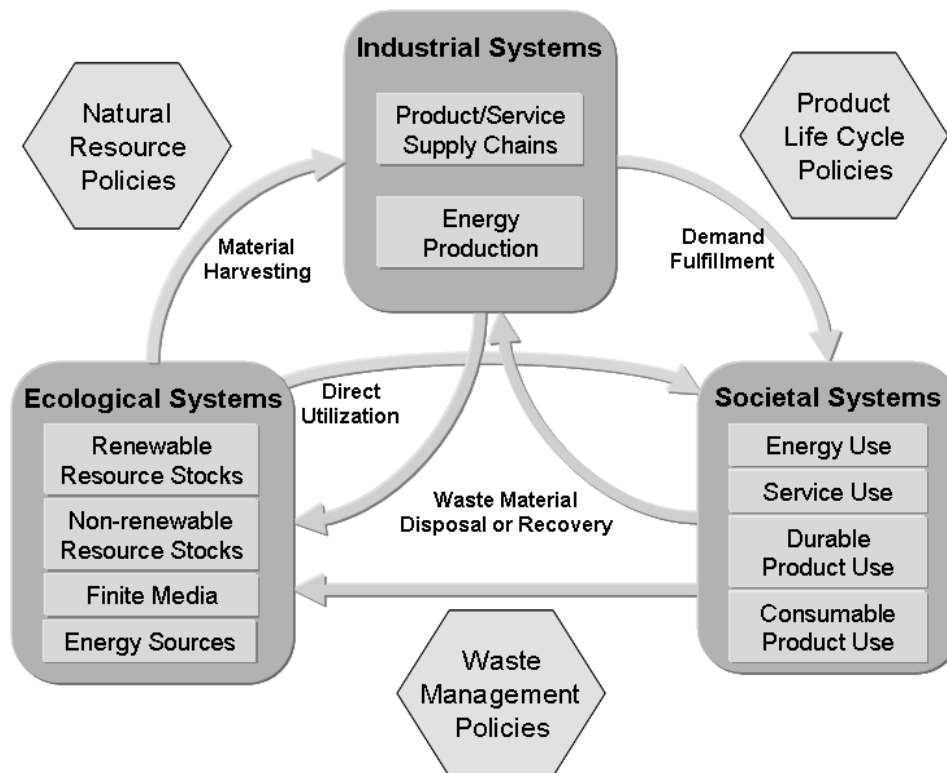 Industrial Systems
Product/Service
Supply Chains
Energy
Production
Natural
Resource
Policies
Product
Life Cycle
Policies
Material
Harvesting
Demand
Fulfillment
Direct
Utilization
Ecological Systems
Renewable
Resource Stocks
Non-renewable
Resource Stocks
Finite Media
Energy Sources
Waste Material
Disposal or Recovery
Societal Systems
Energy Use
Service Use
Durable
Product Use
Consumable
Product Use
Waste
Management
Policies